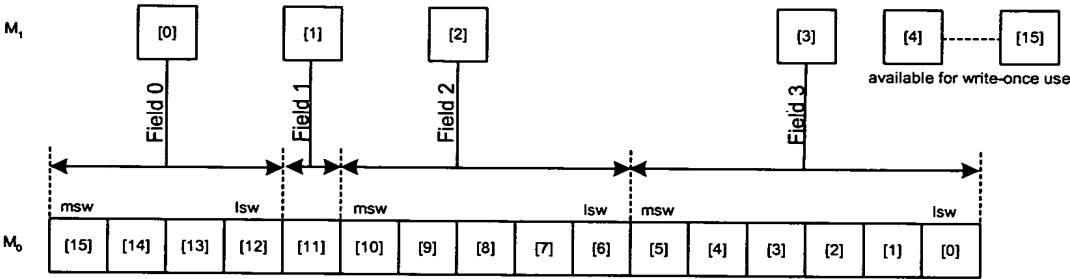 M₁ [0] [1] [2] [3] [4] [15]
available for write-once use
Field 0 Field 1 Field 2 Field 3
msw lsw msw lsw msw lsw
M₀ [15] [14] [13] [12] [11] [10] [9] [8] [7] [6] [5] [4] [3] [2] [1] [0]